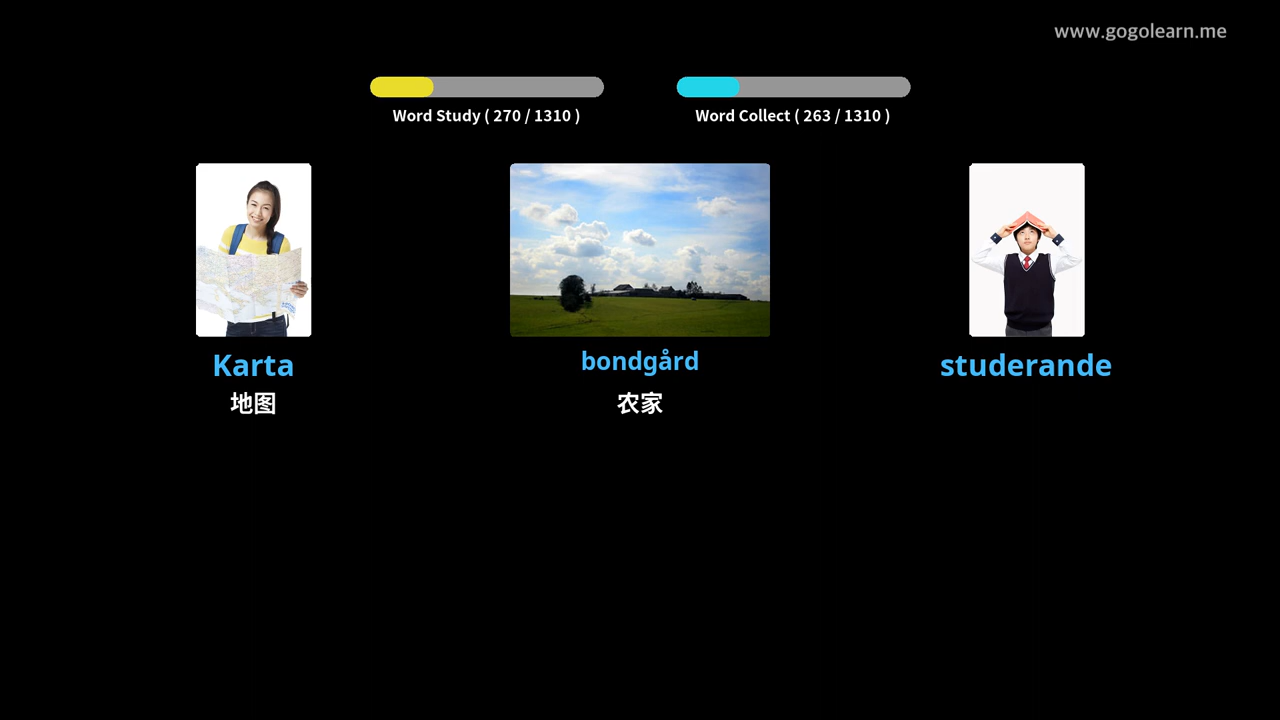 www.gogolearn.me
Word Study ( 270 / 1310 )
Word Collect ( 263 / 1310 )
Karta
地图
bondgård
农家
studerande